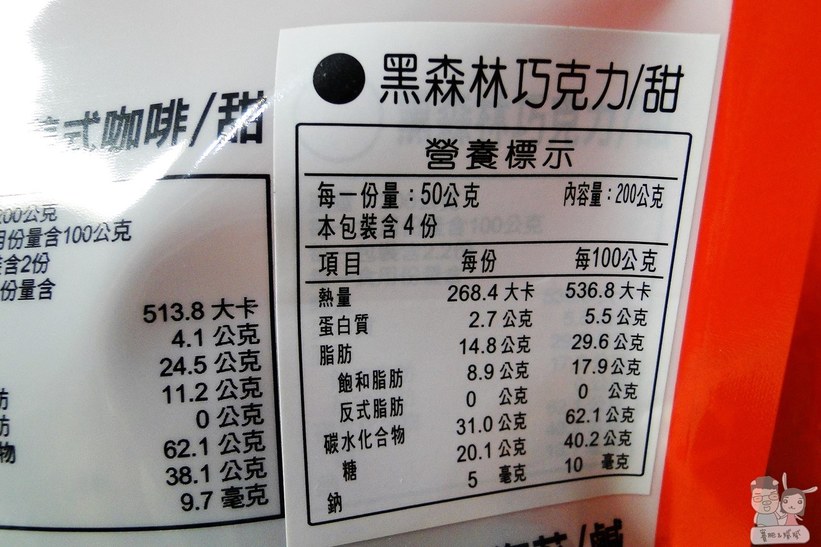 式咖啡/甜
00公克
份量含100公克
含2份
份量含
513.8 大卡
4.1 公克
24.5 公克
11.2 公克
0 公克
物 62.1 公克
38.1 公克
9.7 毫克
黑森林巧克力/甜
營養標示
每一份量：50公克 內容量：200公克
本包裝含 4 份
項目 每份 每100公克
熱量 268.4 大卡 536.8 大卡
蛋白質 2.7 公克 5.5 公克
脂肪 14.8 公克 29.6 公克
飽和脂肪 8.9 公克 17.9 公克
反式脂肪 0 公克 0 公克
碳水化合物 31.0 公克 62.1 公克
糖 20.1 公克 40.2 公克
鈉 5 毫克 10 毫克
/鹹